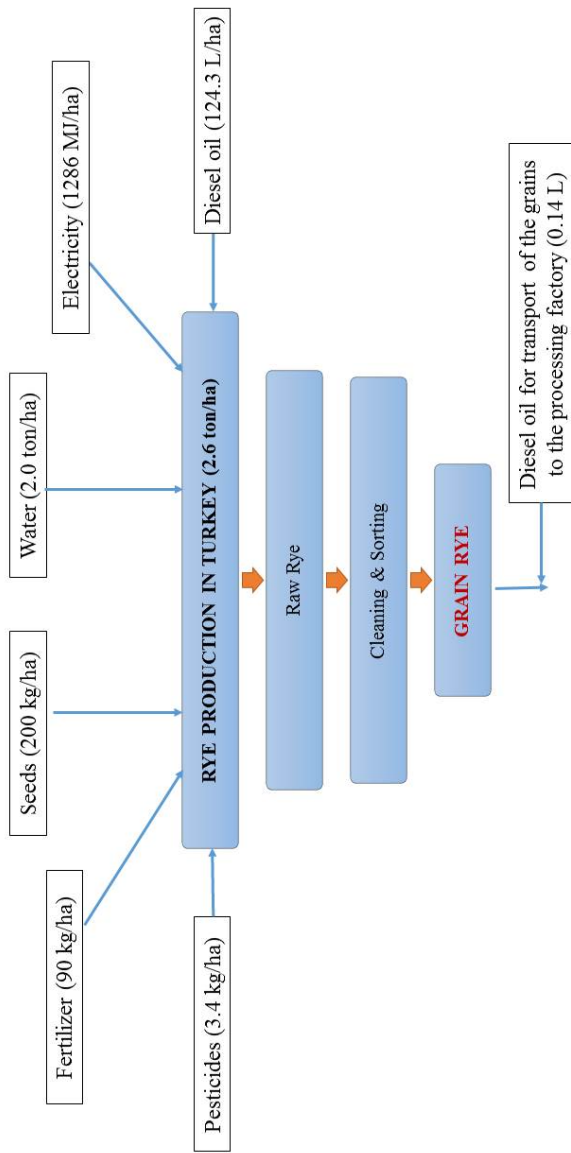 Fertilizer (90 kg/ha)
Seeds (200 kg/ha)
Water (2.0 ton/ha)
Electricity (1286 MJ/ha)
Pesticides (3.4 kg/ha)
RYE PRODUCTION IN TURKEY (2.6 ton/ha)
Diesel oil (124.3 L/ha)
Raw Rye
Cleaning & Sorting
GRAIN RYE
Diesel oil for transport of the grains
to the processing factory (0.14 L)